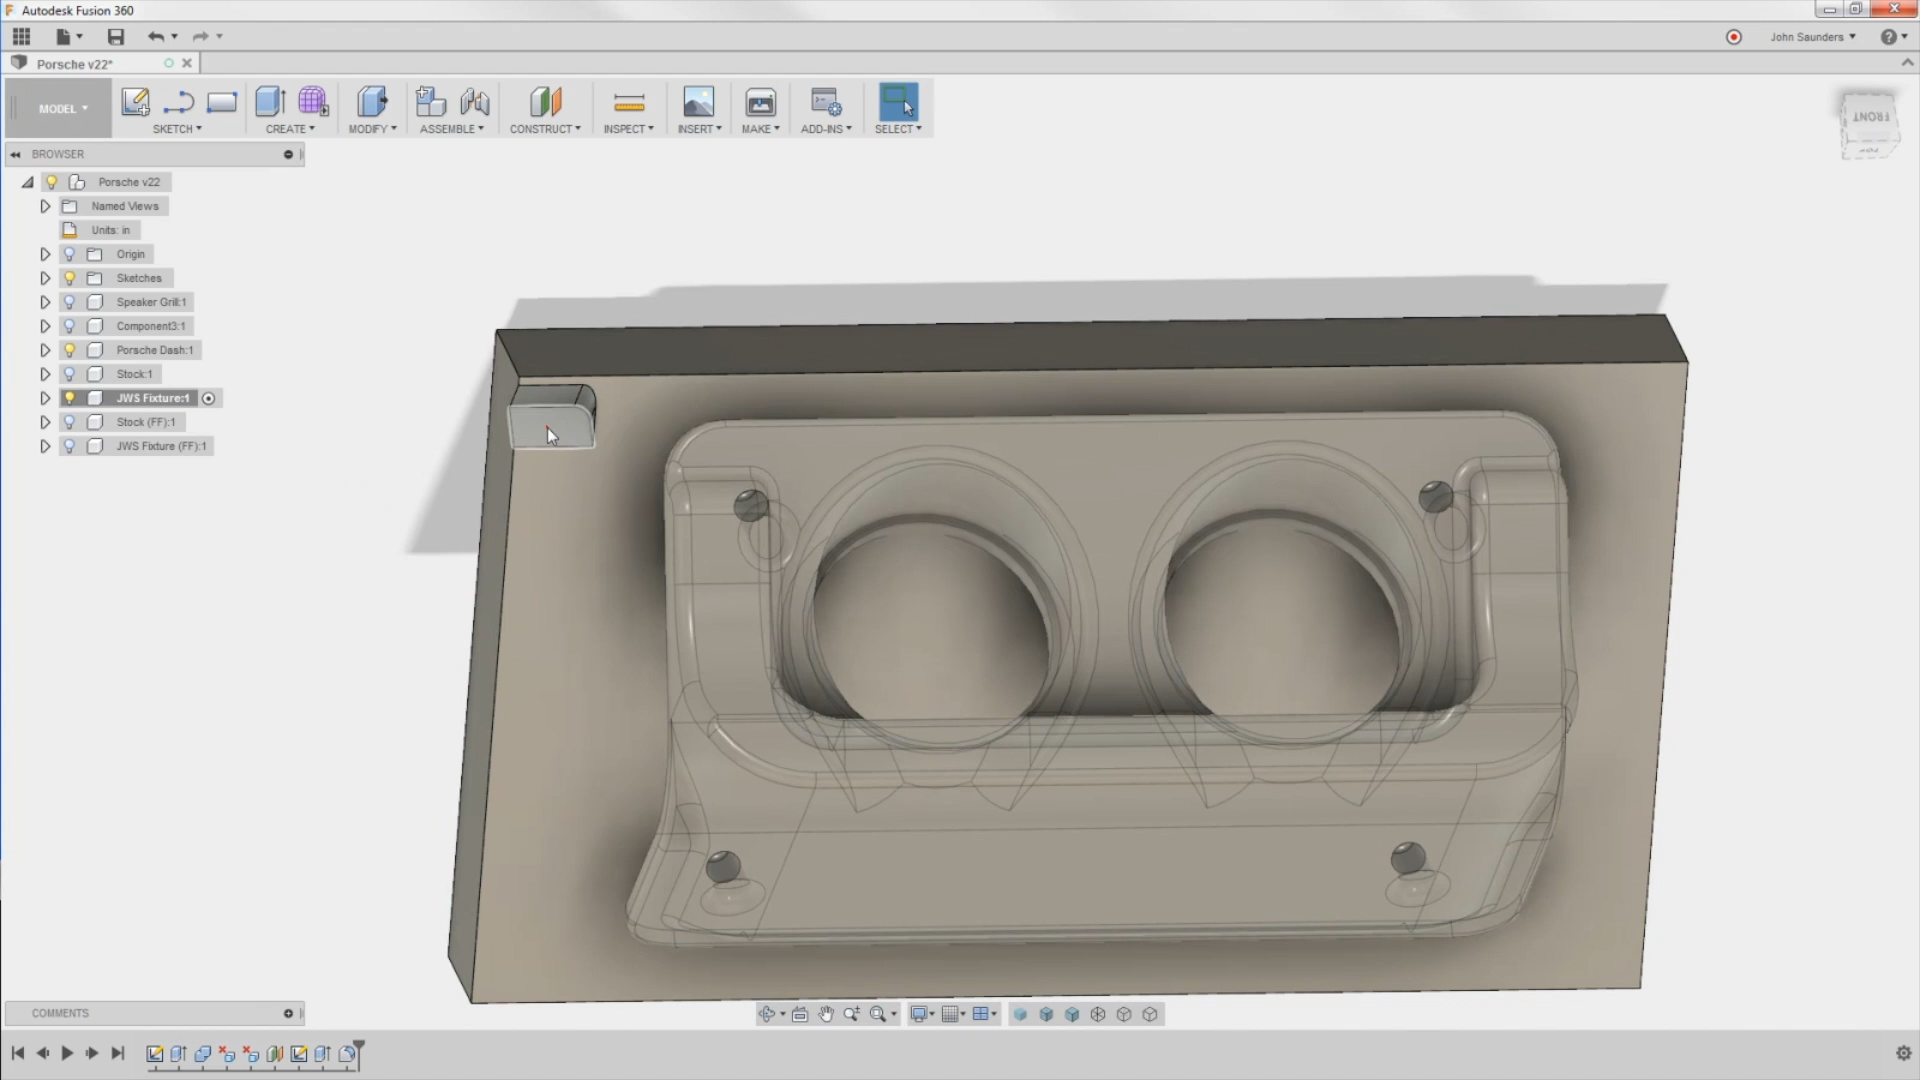 Autodesk Fusion 360
John Saunders
Porsche v22*
MODEL
SKETCH
CREATE
MODIFY
ASSEMBLE
CONSTRUCT
INSPECT
INSERT
MAKE
ADD-INS
SELECT
FRONT
BROWSER
Porsche v22
Named Views
Units: in
Origin
Sketches
Speaker Grill:1
Component3:1
Porsche Dash:1
Stock:1
JWS Fixture:1
Stock (FF):1
JWS Fixture (FF):1
COMMENTS